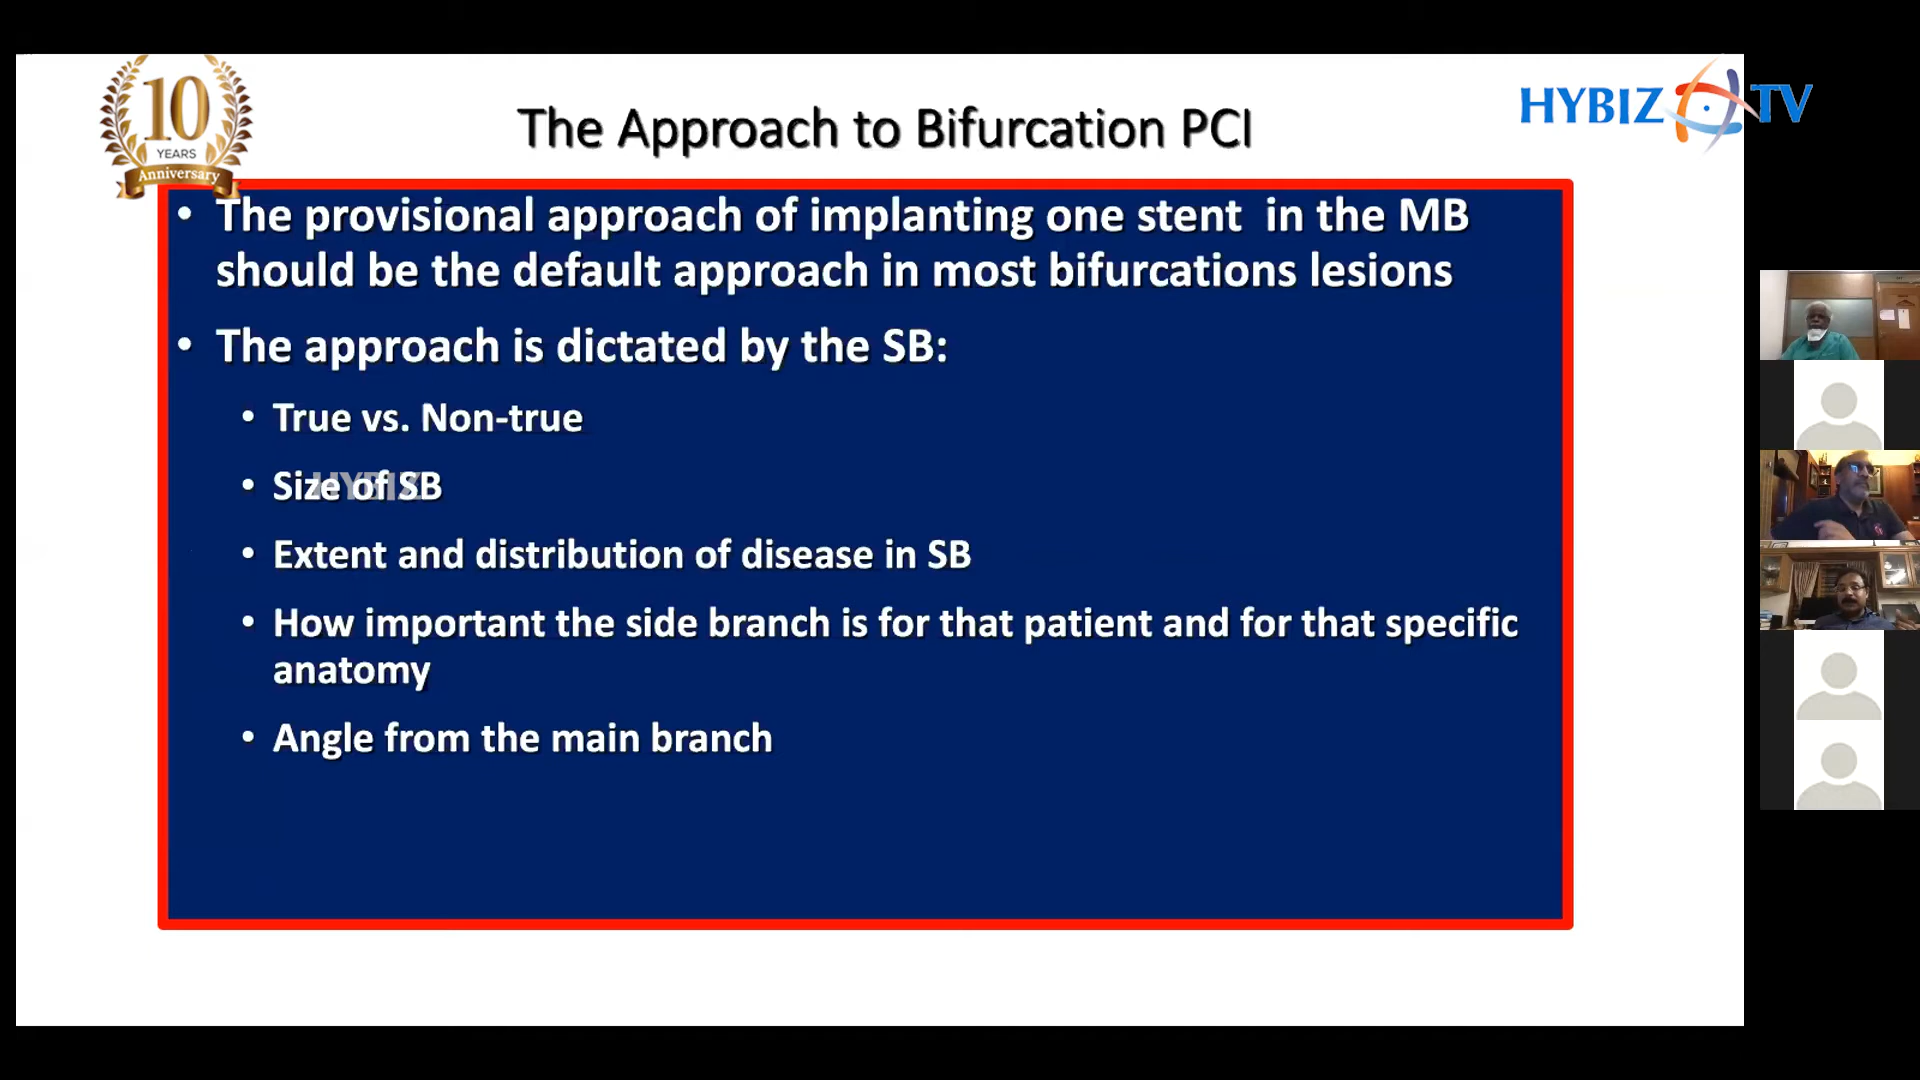 10
YEARS
Anniversary
HYBIZ TV
The Approach to Bifurcation PCI
• The provisional approach of implanting one stent in the MB
should be the default approach in most bifurcations lesions
• The approach is dictated by the SB:
• True vs. Non-true
• Size of SB
HYBIZ
• Extent and distribution of disease in SB
• How important the side branch is for that patient and for that specific
anatomy
• Angle from the main branch